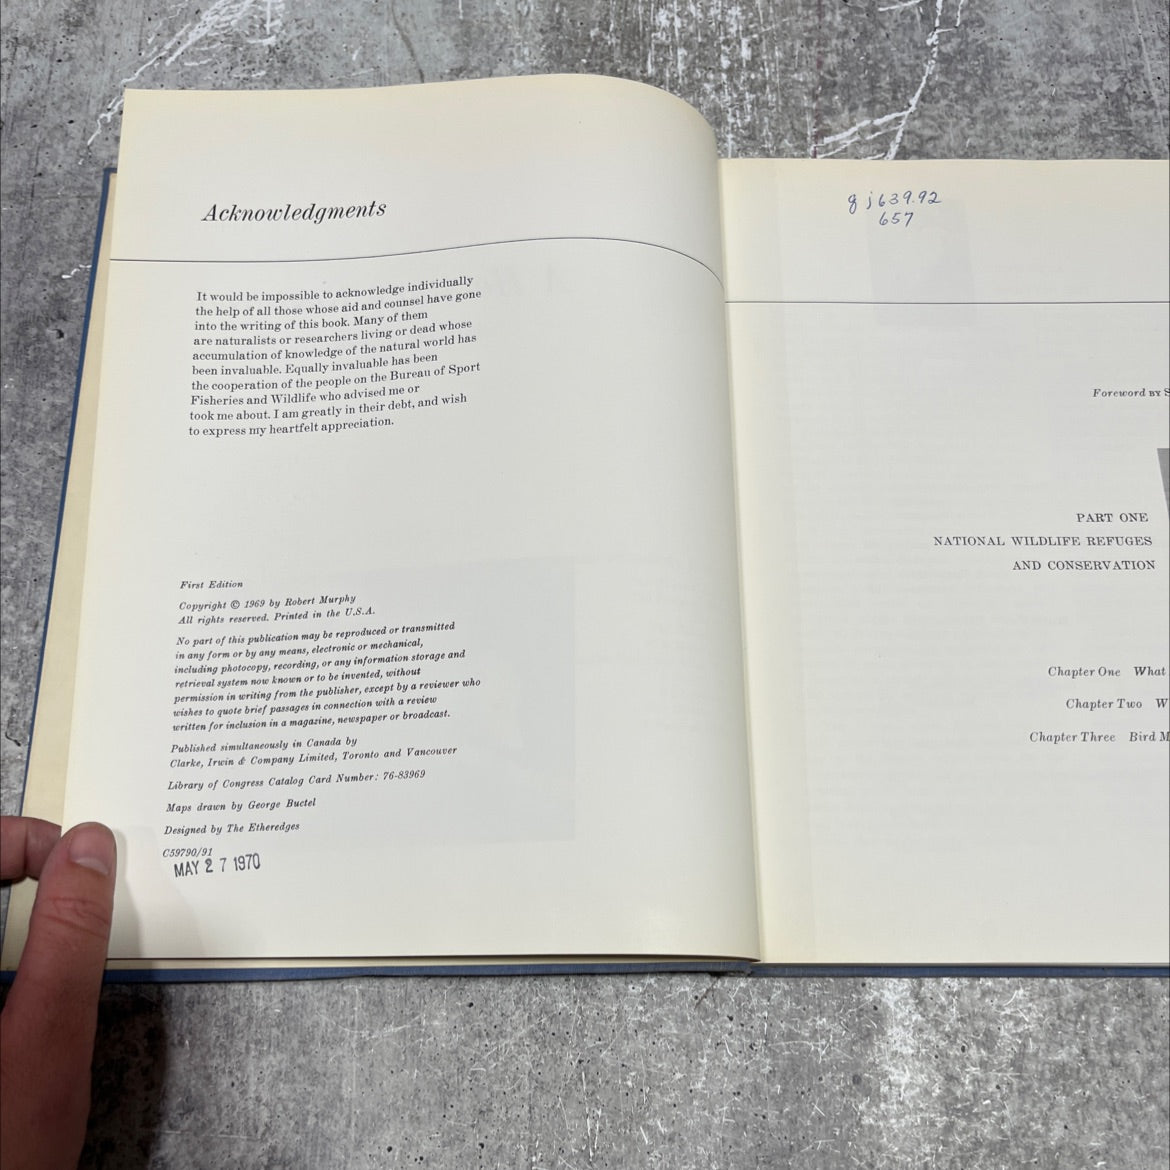 Acknowledgments
It would be impossible to acknowledge individually
the help of all those whose aid and counsel have gone
into the writing of this book. Many of them
are naturalists or researchers living or dead whose
accumulation of knowledge of the natural world has
been invaluable. Equally invaluable has been
the cooperation of the people on the Bureau of Sport
Fisheries and Wildlife who advised me or
took me about. I am greatly in their debt, and wish
to express my heartfelt appreciation.
First Edition
Copyright © 1969 by Robert Murphy
All rights reserved. Printed in the U.S.A.
No part of this publication may be reproduced or transmitted
in any form or by any means, electronic or mechanical,
including photocopy, recording, or any information storage and
retrieval system now known or to be invented, without
permission in writing from the publisher, except by a reviewer who
wishes to quote brief passages in connection with a review
written for inclusion in a magazine, newspaper or broadcast.
Published simultaneously in Canada by
Clarke, Irwin & Company Limited, Toronto and Vancouver
Library of Congress Catalog Card Number: 76-83969
Maps drawn by George Buctel
Designed by The Etheredges
C59790/91
MAY 27 1970
j639.92
657
Foreword BY S
PART ONE
NATIONAL WILDLIFE REFUGES
AND CONSERVATION
Chapter One What
Chapter Two W
Chapter Three Bird M